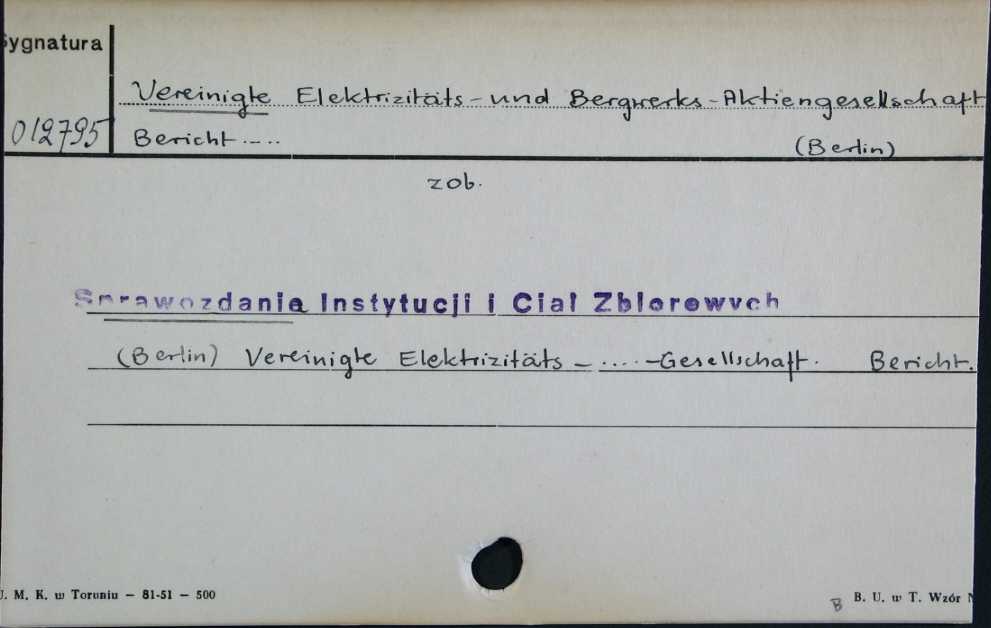 Sygnatura
Vereinigte Elektrizitäts-und Bergwerks-Aktiengesellschaft
012795 Bericht.... (Berlin)
zob.
Sprawozdania Instytucji i Ciał Zbiorowych
(Berlin) Vereinigte Elektrizitäts - .....-Gesellschaft. Bericht.
U. M. K. w Toruniu — 81-51 — 500
B B. U. w T. Wzór N